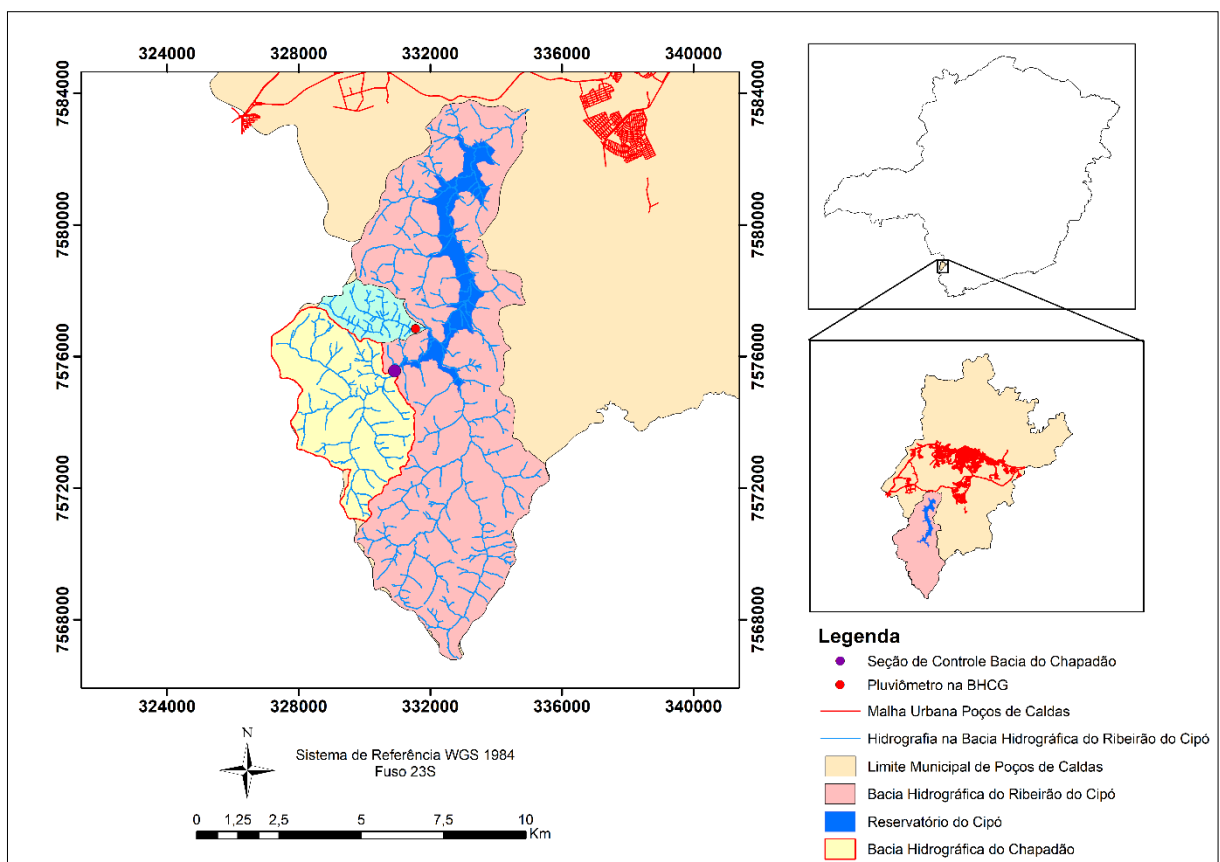 324000 328000 332000 336000 340000
7584000 7584000
7580000 7580000
7576000 7576000
7572000 7572000
7568000 7568000
324000 328000 332000 336000 340000
N
Sistema de Referência WGS 1984
Fuso 23S
0 1,25 2,5 5 7,5 10
Km
Legenda
Seção de Controle Bacia do Chapadão
Pluviômetro na BHCG
Malha Urbana Poços de Caldas
Hidrografia na Bacia Hidrográfica do Ribeirão do Cipó
Limite Municipal de Poços de Caldas
Bacia Hidrográfica do Ribeirão do Cipó
Reservatório do Cipó
Bacia Hidrográfica do Chapadão